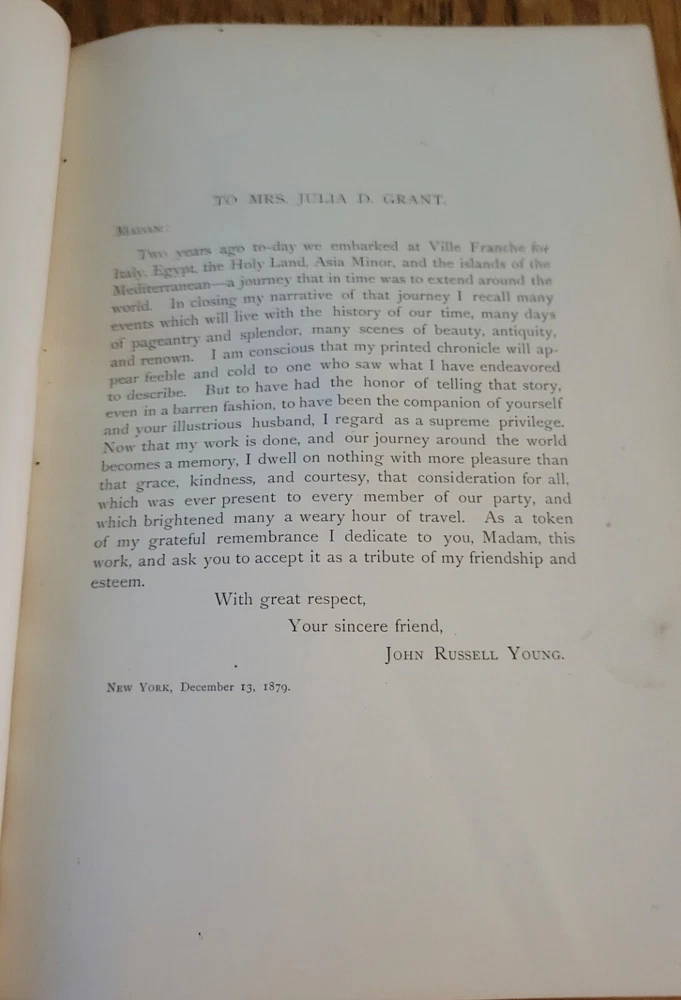 TO MRS. JULIA D. GRANT.
MADAM:
Two years ago to-day we embarked at Ville Franche for
Italy, Egypt, the Holy Land, Asia Minor, and the islands of the
Mediterranean—a journey that in time was to extend around the
world. In closing my narrative of that journey I recall many
events which will live with the history of our time, many days
of pageantry and splendor, many scenes of beauty, antiquity,
and renown. I am conscious that my printed chronicle will ap-
pear feeble and cold to one who saw what I have endeavored
to describe. But to have had the honor of telling that story,
even in a barren fashion, to have been the companion of yourself
and your illustrious husband, I regard as a supreme privilege.
Now that my work is done, and our journey around the world
becomes a memory, I dwell on nothing with more pleasure than
that grace, kindness, and courtesy, that consideration for all,
which was ever present to every member of our party, and
which brightened many a weary hour of travel. As a token
of my grateful remembrance I dedicate to you, Madam, this
work, and ask you to accept it as a tribute of my friendship and
esteem.
With great respect,
Your sincere friend,
JOHN RUSSELL YOUNG.
NEW YORK, December 13, 1879.